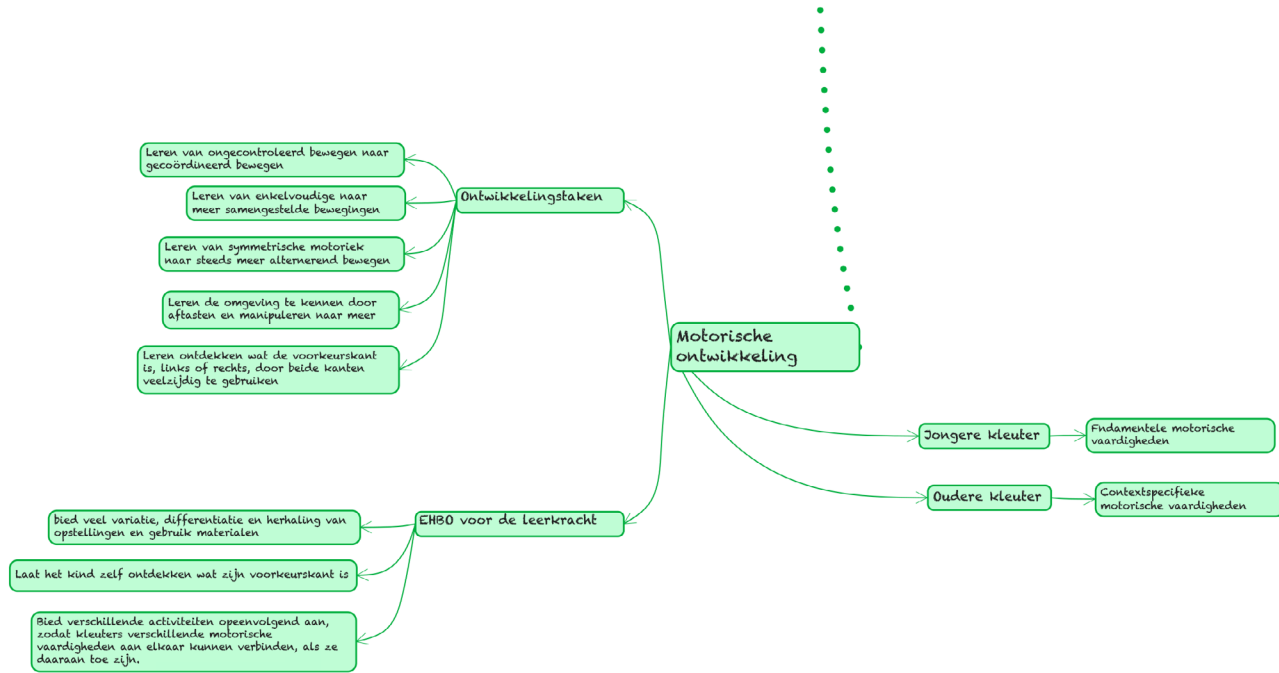 Leren van ongecontroleerd bewegen naar
gecoördineerd bewegen
Leren van enkelvoudige naar
meer samengestelde bewegingen
Leren van symmetrische motoriek
naar steeds meer alternerend bewegen
Leren de omgeving te kennen door
aftasten en manipuleren naar meer
Leren ontdekken wat de voorkeurskant
is, links of rechts, door beide kanten
veelzijdig te gebruiken
Ontwikkelingstaken
Motorische
ontwikkeling
Jongere kleuter
Fndamentele motorische
vaardigheden
Oudere kleuter
Contextspecifieke
motorische vaardigheden
EHBO voor de leerkracht
bied veel variatie, differentiatie en herhaling van
opstellingen en gebruik materialen
Laat het kind zelf ontdekken wat zijn voorkeurskant is
Bied verschillende activiteiten opeenvolgend aan,
zodat kleuters verschillende motorische
vaardigheden aan elkaar kunnen verbinden, als ze
daaraan toe zijn.